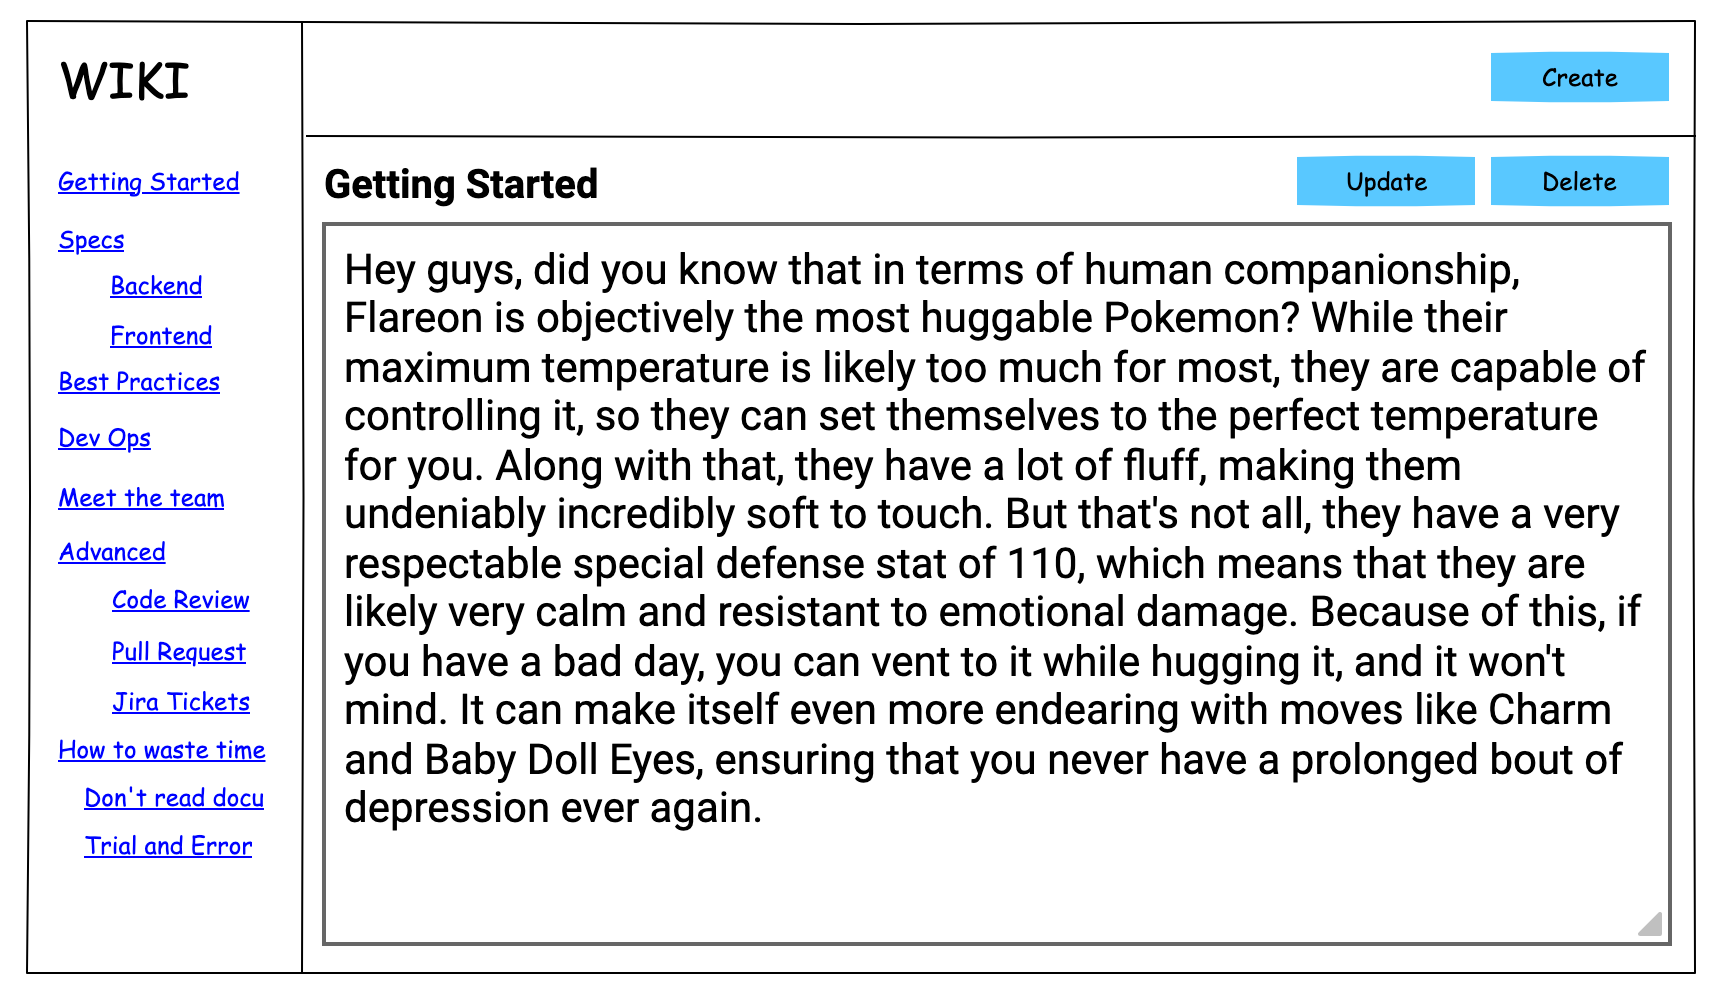 WIKI
Create
Getting Started
Specs
Backend
Frontend
Best Practices
Dev Ops
Meet the team
Advanced
Code Review
Pull Request
Jira Tickets
How to waste time
Don't read docu
Trial and Error
Getting Started
Update
Delete
Hey guys, did you know that in terms of human companionship,
Flareon is objectively the most huggable Pokemon? While their
maximum temperature is likely too much for most, they are capable of
controlling it, so they can set themselves to the perfect temperature
for you. Along with that, they have a lot of fluff, making them
undeniably incredibly soft to touch. But that's not all, they have a very
respectable special defense stat of 110, which means that they are
likely very calm and resistant to emotional damage. Because of this, if
you have a bad day, you can vent to it while hugging it, and it won't
mind. It can make itself even more endearing with moves like Charm
and Baby Doll Eyes, ensuring that you never have a prolonged bout of
depression ever again.